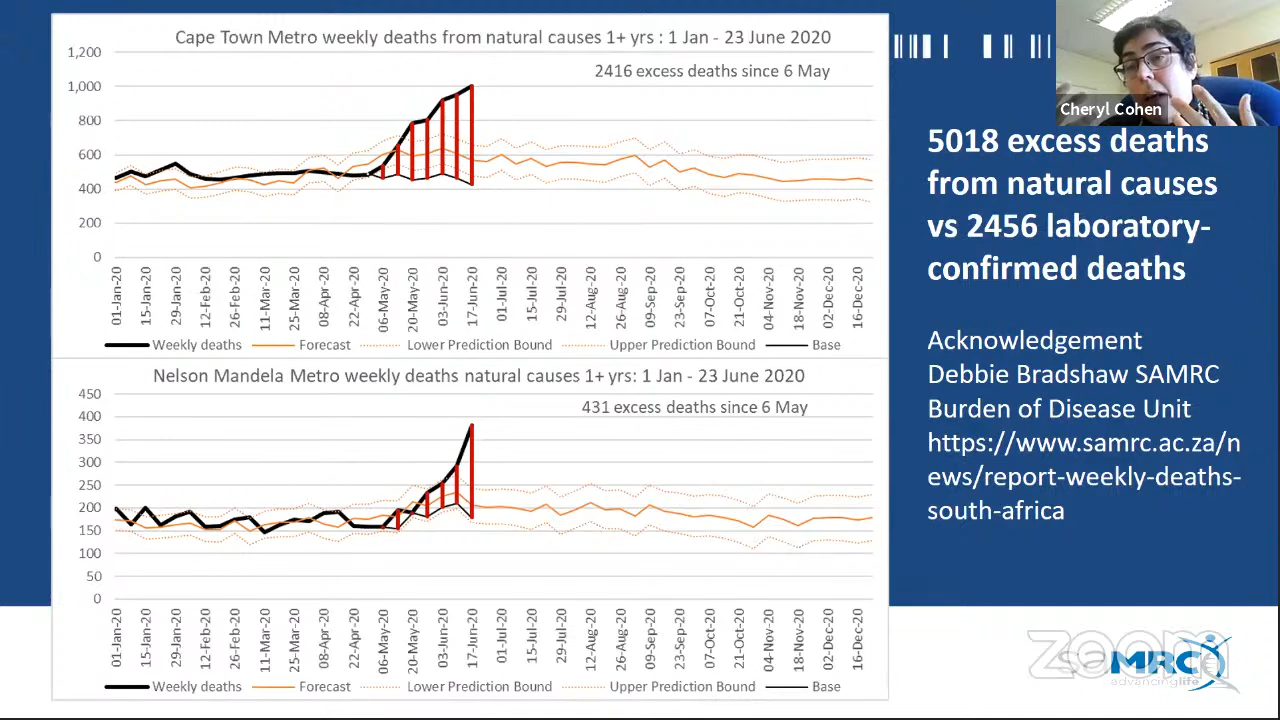 Cape Town Metro weekly deaths from natural causes 1+ yrs : 1 Jan - 23 June 2020
2416 excess deaths since 6 May
1,200
1,000
800
600
400
200
0
01-Jan-20
15-Jan-20
29-Jan-20
12-Feb-20
26-Feb-20
11-Mar-20
25-Mar-20
08-Apr-20
22-Apr-20
06-May-20
20-May-20
03-Jun-20
17-Jun-20
01-Jul-20
15-Jul-20
29-Jul-20
12-Aug-20
26-Aug-20
09-Sep-20
23-Sep-20
07-Oct-20
21-Oct-20
04-Nov-20
18-Nov-20
02-Dec-20
16-Dec-20
Weekly deaths Forecast Lower Prediction Bound Upper Prediction Bound Base
Nelson Mandela Metro weekly deaths natural causes 1+ yrs: 1 Jan - 23 June 2020
431 excess deaths since 6 May
450
400
350
300
250
200
150
100
50
0
01-Jan-20
15-Jan-20
29-Jan-20
12-Feb-20
26-Feb-20
11-Mar-20
25-Mar-20
08-Apr-20
22-Apr-20
06-May-20
20-May-20
03-Jun-20
17-Jun-20
01-Jul-20
15-Jul-20
29-Jul-20
12-Aug-20
26-Aug-20
09-Sep-20
23-Sep-20
07-Oct-20
21-Oct-20
04-Nov-20
18-Nov-20
02-Dec-20
16-Dec-20
Weekly deaths Forecast Lower Prediction Bound Upper Prediction Bound Base
Cheryl Cohen
5018 excess deaths
from natural causes
vs 2456 laboratory-
confirmed deaths
Acknowledgement
Debbie Bradshaw SAMRC
Burden of Disease Unit
https://www.samrc.ac.za/n
ews/report-weekly-deaths-
south-africa
zoom
MRC
advancing life